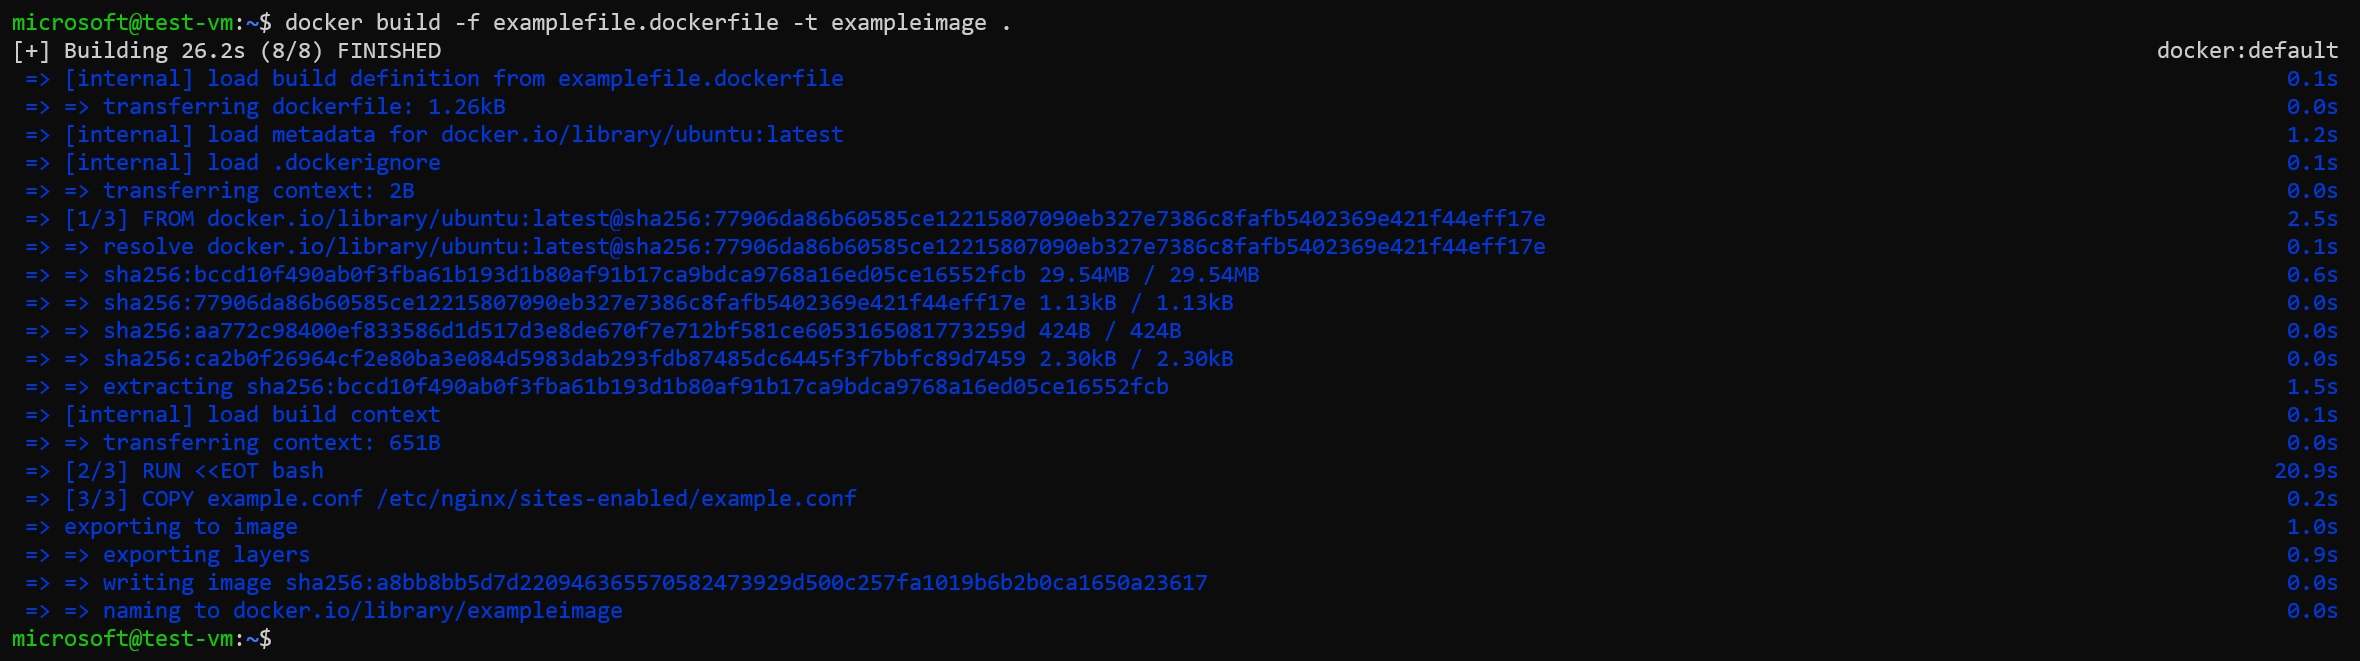 microsoft@test-vm:~$ docker build -f examplefile.dockerfile -t exampleimage .
[+] Building 26.2s (8/8) FINISHED docker:default
=> [internal] load build definition from examplefile.dockerfile 0.1s
=> => transferring dockerfile: 1.26kB 0.0s
=> [internal] load metadata for docker.io/library/ubuntu:latest 1.2s
=> [internal] load .dockerignore 0.1s
=> => transferring context: 2B 0.0s
=> [1/3] FROM docker.io/library/ubuntu:latest@sha256:77906da86b60585ce12215807090eb327e7386c8fafb5402369e421f44eff17e 2.5s
=> => resolve docker.io/library/ubuntu:latest@sha256:77906da86b60585ce12215807090eb327e7386c8fafb5402369e421f44eff17e 0.1s
=> => sha256:bccd10f490ab0f3fba61b193d1b80af91b17ca9bdca9768a16ed05ce16552fcb 29.54MB / 29.54MB 0.6s
=> => sha256:77906da86b60585ce12215807090eb327e7386c8fafb5402369e421f44eff17e 1.13kB / 1.13kB 0.0s
=> => sha256:aa772c98400ef833586d1d517d3e8de670f7e712bf581ce6053165081773259d 424B / 424B 0.0s
=> => sha256:ca2b0f26964cf2e80ba3e084d5983dab293fdb87485dc6445f3f7bbfc89d7459 2.30kB / 2.30kB 0.0s
=> => extracting sha256:bccd10f490ab0f3fba61b193d1b80af91b17ca9bdca9768a16ed05ce16552fcb 1.5s
=> [internal] load build context 0.1s
=> => transferring context: 651B 0.0s
=> [2/3] RUN <<EOT bash 20.9s
=> [3/3] COPY example.conf /etc/nginx/sites-enabled/example.conf 0.2s
=> exporting to image 1.0s
=> => exporting layers 0.9s
=> => writing image sha256:a8bb8bb5d7d220946365570582473929d500c257fa1019b6b2b0ca1650a23617 0.0s
=> => naming to docker.io/library/exampleimage 0.0s
microsoft@test-vm:~$